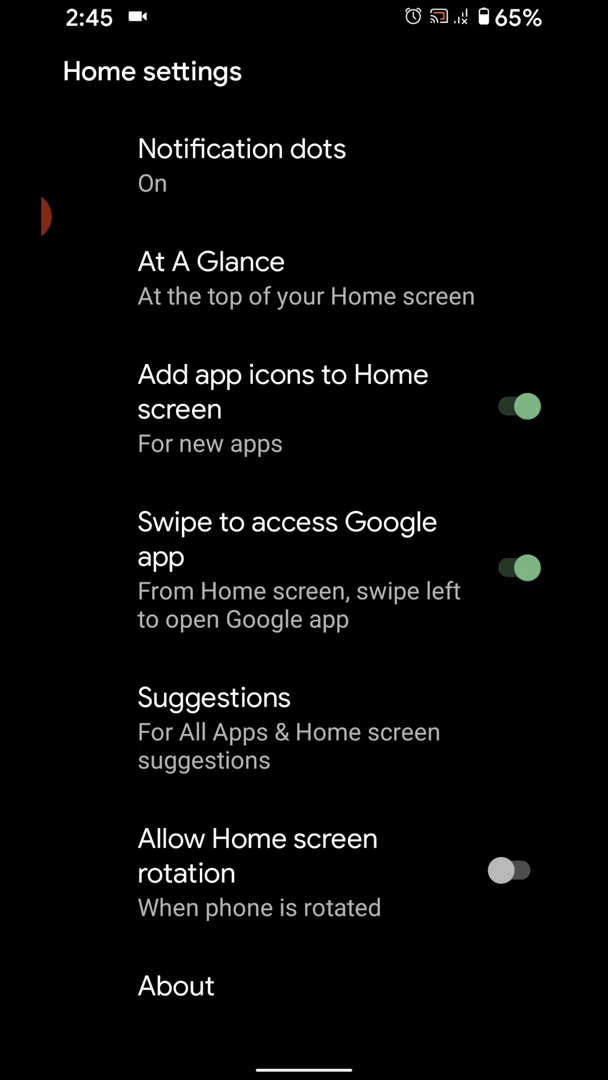 2:45 65%
Home settings
Notification dots
On
At A Glance
At the top of your Home screen
Add app icons to Home
screen
For new apps
Swipe to access Google
app
From Home screen, swipe left
to open Google app
Suggestions
For All Apps & Home screen
suggestions
Allow Home screen
rotation
When phone is rotated
About